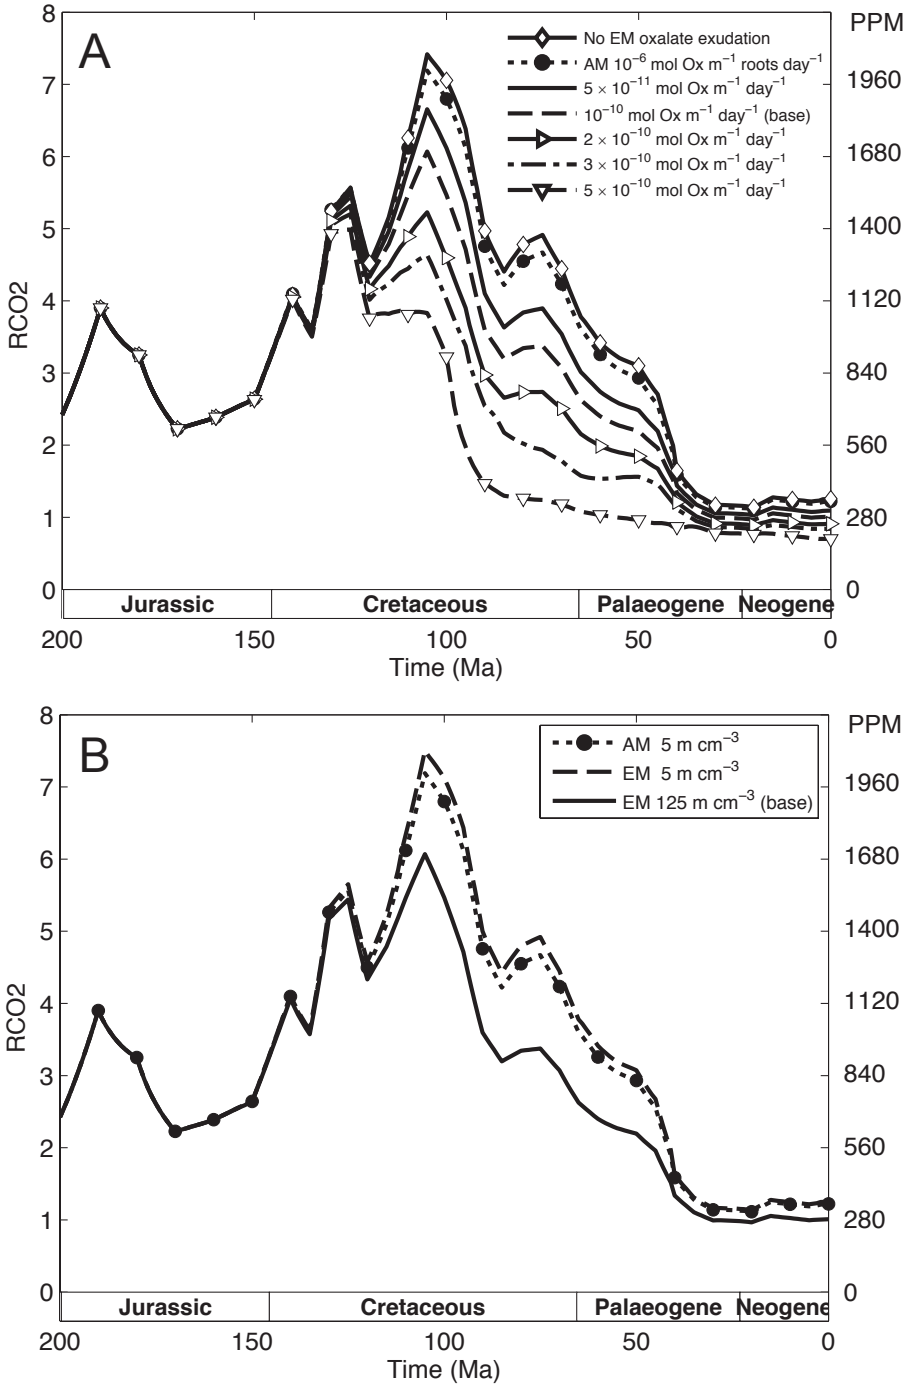 8
7
6
5
4
3
2
1
0
RCO2
A
PPM
1960
1680
1400
1120
840
560
280
0
No EM oxalate exudation
AM 10⁻⁶ mol Ox m⁻¹ roots day⁻¹
5 × 10⁻¹¹ mol Ox m⁻¹ day⁻¹
10⁻¹⁰ mol Ox m⁻¹ day⁻¹ (base)
2 × 10⁻¹⁰ mol Ox m⁻¹ day⁻¹
3 × 10⁻¹⁰ mol Ox m⁻¹ day⁻¹
5 × 10⁻¹⁰ mol Ox m⁻¹ day⁻¹
Jurassic Cretaceous Palaeogene Neogene
200 150 100 50 0
Time (Ma)
8
7
6
5
4
3
2
1
0
RCO2
B
PPM
1960
1680
1400
1120
840
560
280
0
AM 5 m cm⁻³
EM 5 m cm⁻³
EM 125 m cm⁻³ (base)
Jurassic Cretaceous Palaeogene Neogene
200 150 100 50 0
Time (Ma)